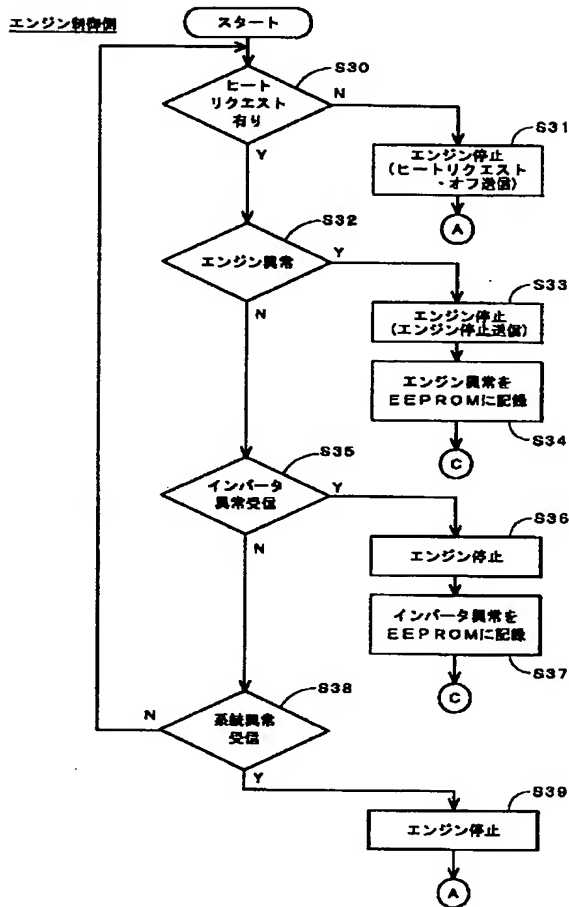 エンジン制御側
スタート
S30
ヒート
リクエスト
有り
N
Y
S31
エンジン停止
(ヒートリクエスト
・オフ送信)
A
S32
エンジン異常
Y
N
S33
エンジン停止
(エンジン停止送信)
エンジン異常を
EEPROMに記録
S34
C
S35
インバータ
異常受信
Y
N
S36
エンジン停止
インバータ異常を
EEPROMに記録
S37
C
S38
系統異常
受信
N
Y
S39
エンジン停止
A